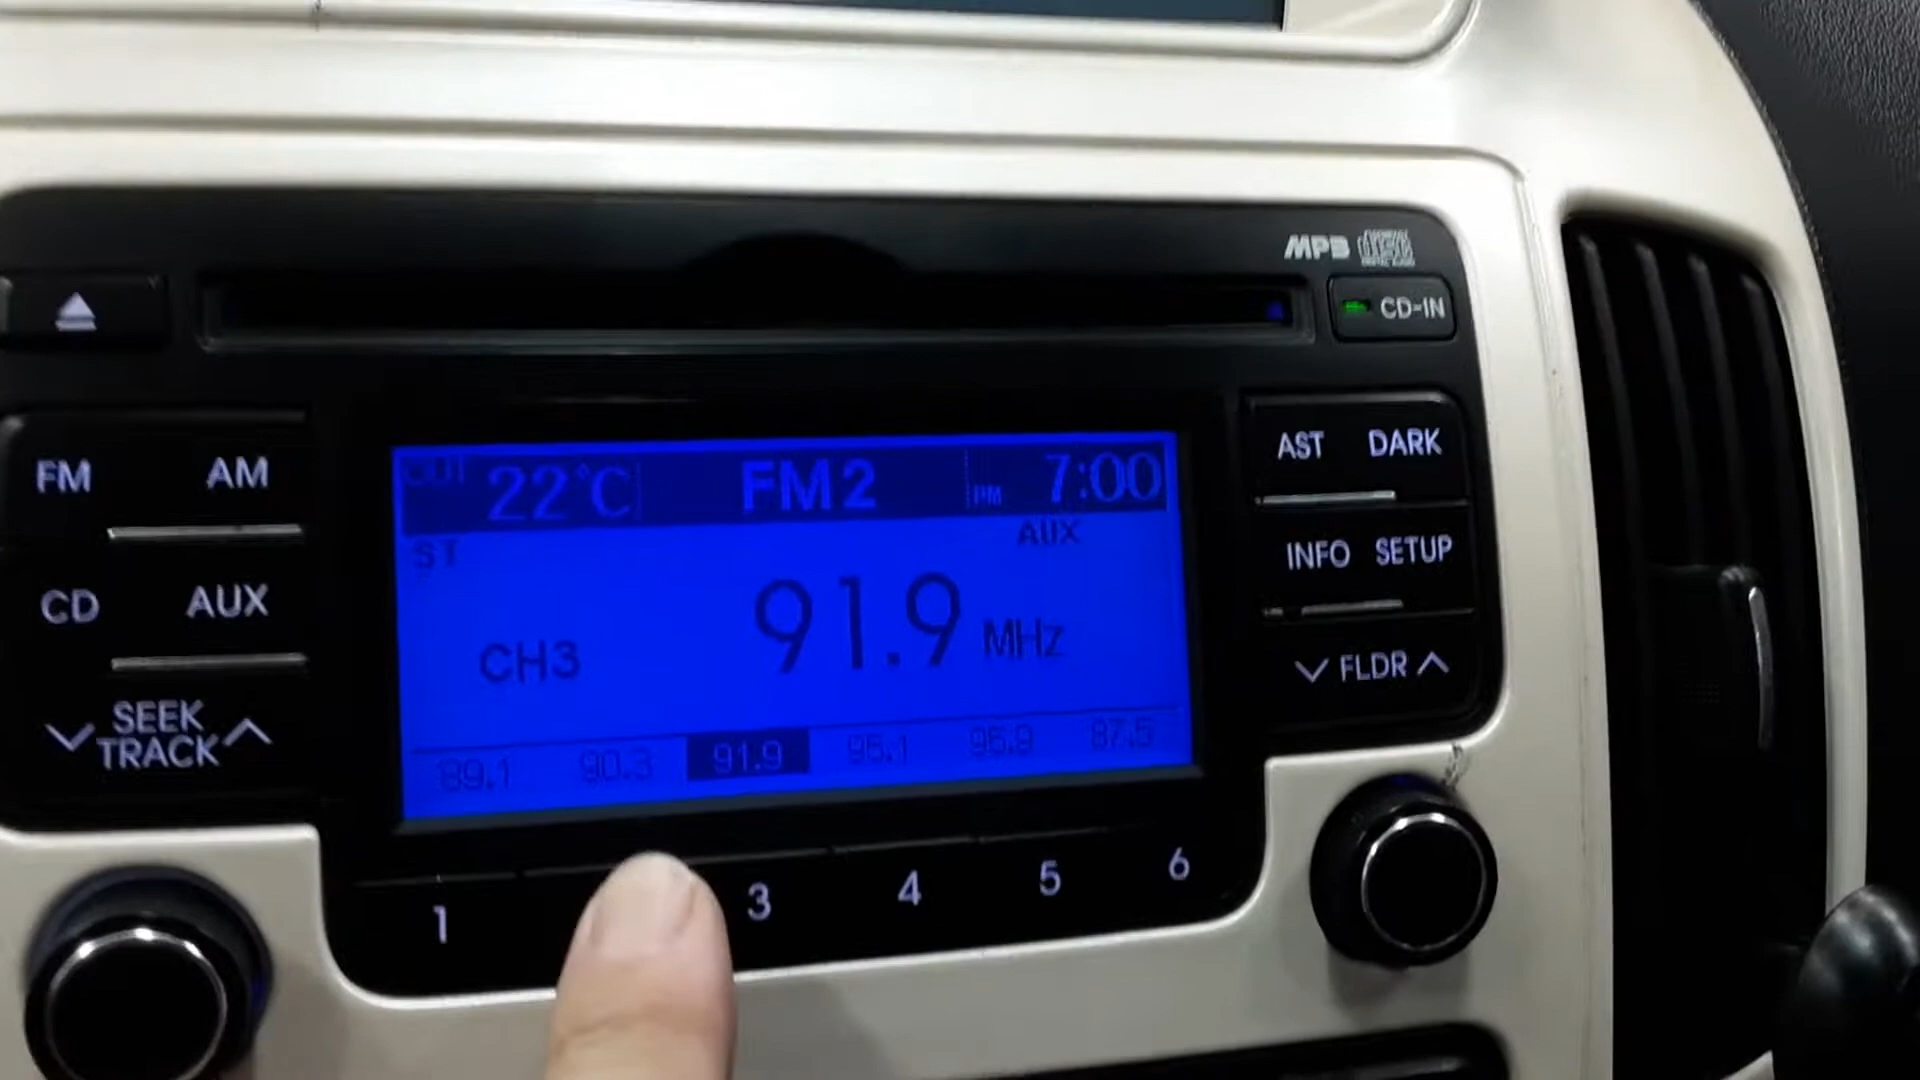 MP3
CD-IN
FM AM
CD AUX
SEEK
TRACK
OUT 22°C FM2 PM 7:00
ST AUX
CH3 91.9 MHz
89.1 90.3 91.9 95.1 95.9 87.5
AST DARK
INFO SETUP
FLDR
1 3 4 5 6